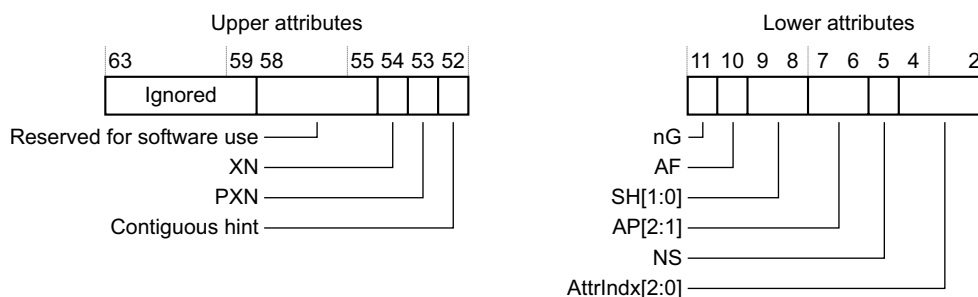 Upper attributes
63 59 58 55 54 53 52
Ignored
Reserved for software use
XN
PXN
Contiguous hint
Lower attributes
11 10 9 8 7 6 5 4 2
nG
AF
SH[1:0]
AP[2:1]
NS
AttrIndx[2:0]